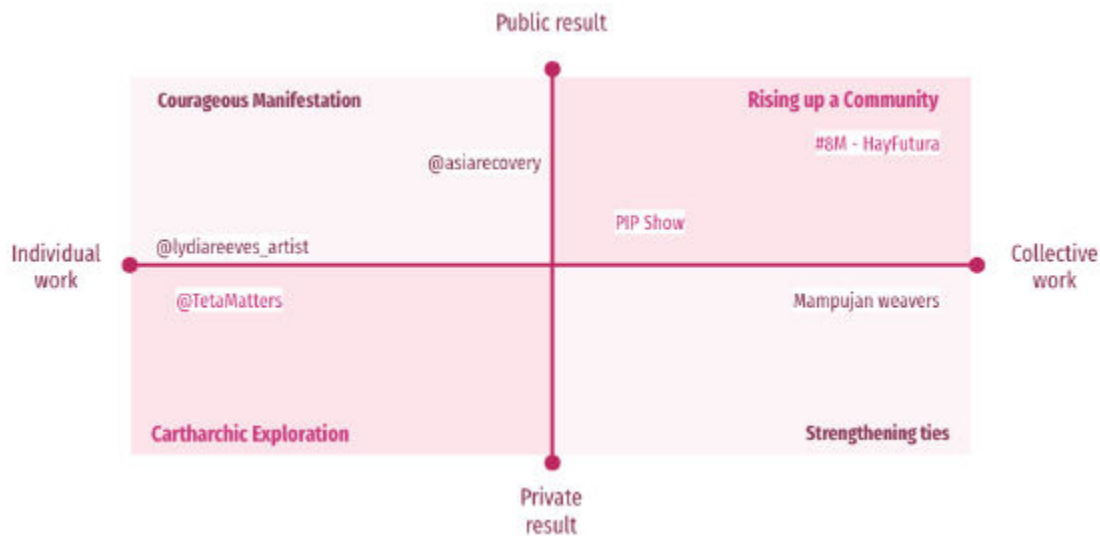 Public result
Courageous Manifestation
Rising up a Community
#8M - HayFutura
@asiarecovery
PIP Show
@lydiareeves_artist
Individual
work
Collective
work
@TetaMatters
Mampujan weavers
Cartharchic Exploration
Strengthening ties
Private
result